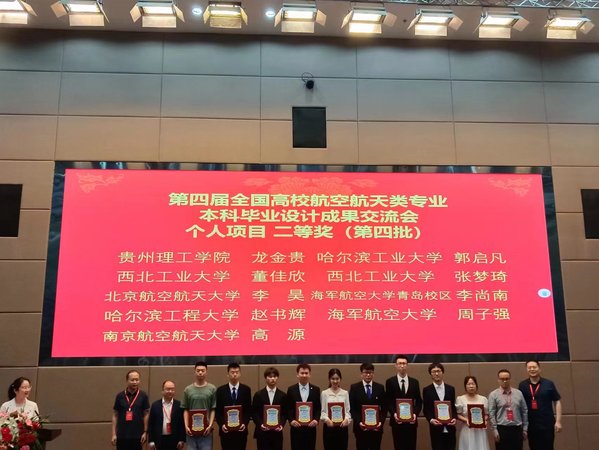 第四届全国高校航空航天类专业
本科毕业设计成果交流会
个人项目 二等奖（第四批）
贵州理工学院 龙金贵 哈尔滨工业大学 郭启凡
西北工业大学 董佳欣 西北工业大学 张梦琦
北京航空航天大学 李昊 海军航空大学青岛校区 李尚南
哈尔滨工程大学 赵书辉 海军航空大学 周子强
南京航空航天大学 高源